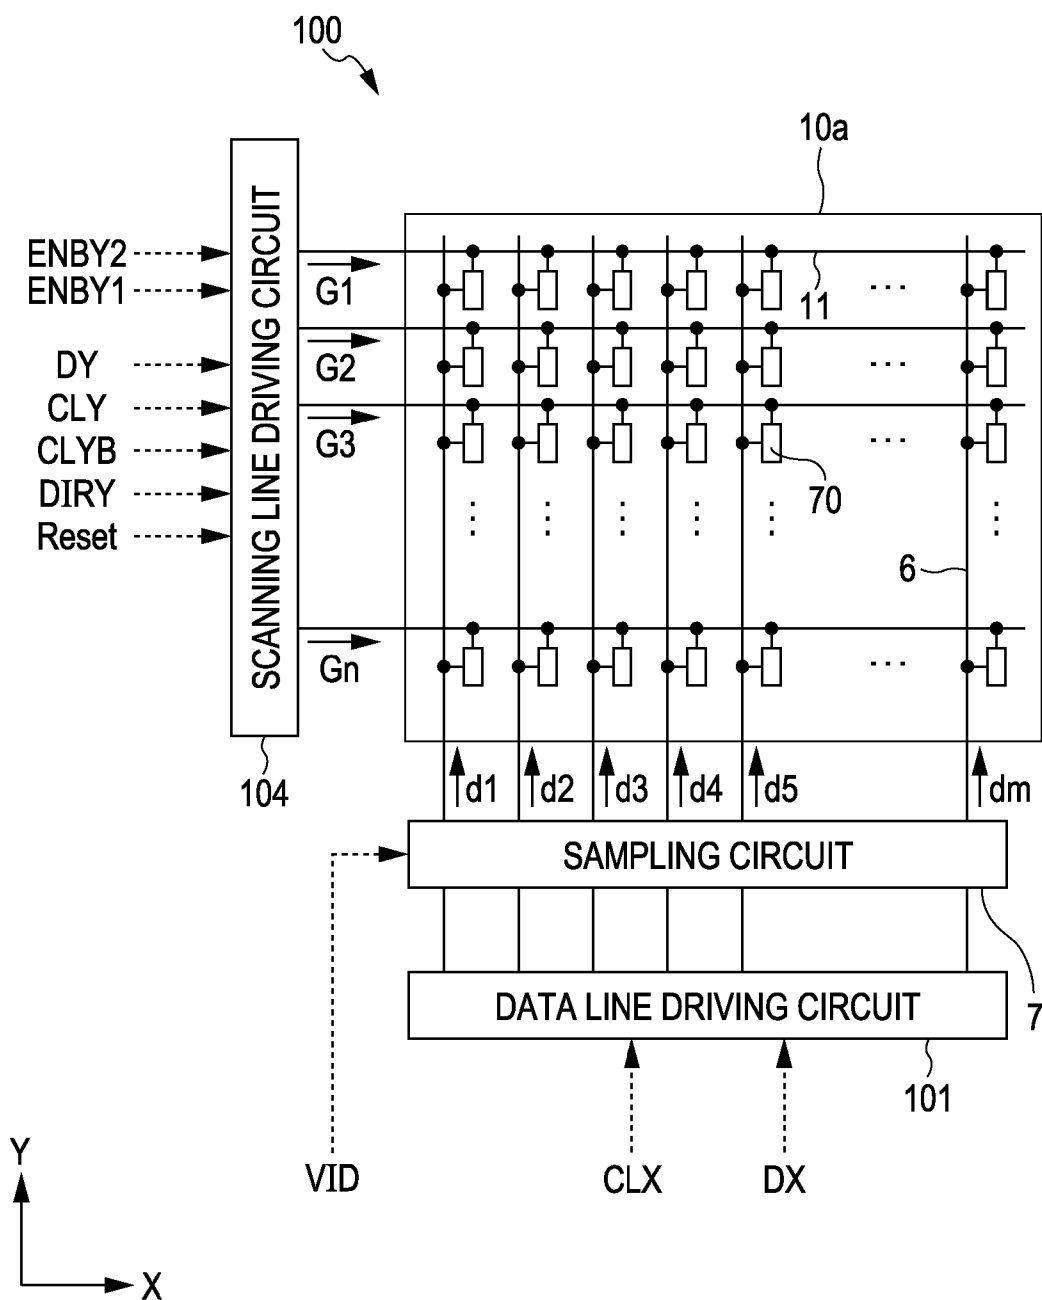 100
10a
SCANNING LINE DRIVING CIRCUIT
ENBY2
ENBY1
DY
CLY
CLYB
DIRY
Reset
G1
G2
G3
Gn
11
...
...
...
70
6
...
104
d1
d2
d3
d4
d5
dm
SAMPLING CIRCUIT
DATA LINE DRIVING CIRCUIT
7
101
VID
CLX
DX
Y
X